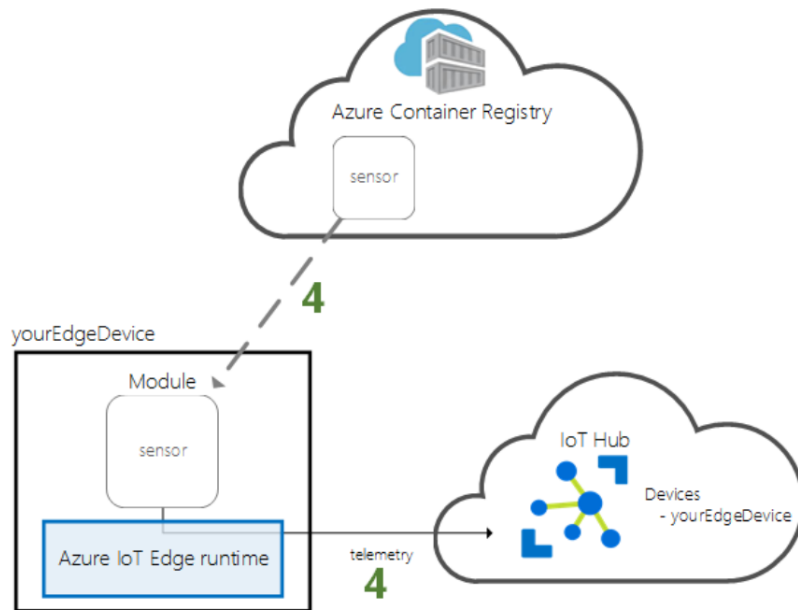 Azure Container Registry
sensor
4
yourEdgeDevice
Module
sensor
Azure IoT Edge runtime
telemetry
4
IoT Hub
Devices
- yourEdgeDevice